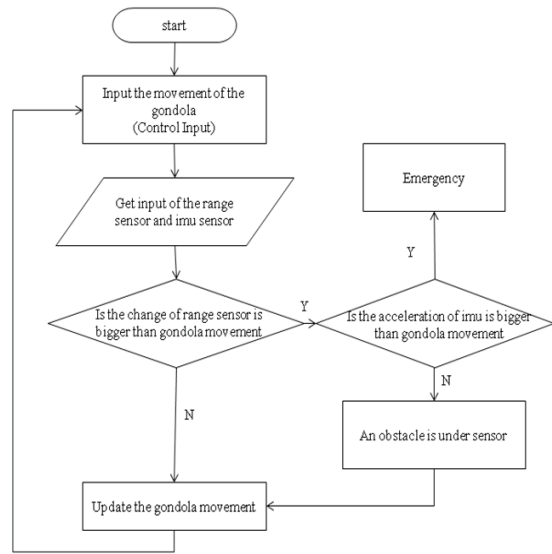 start
Input the movement of the
gondola
(Control Input)
Get input of the range
sensor and imu sensor
Is the change of range sensor is
bigger than gondola movement
Y
Is the acceleration of imu is bigger
than gondola movement
Y
Emergency
N
An obstacle is under sensor
N
Update the gondola movement